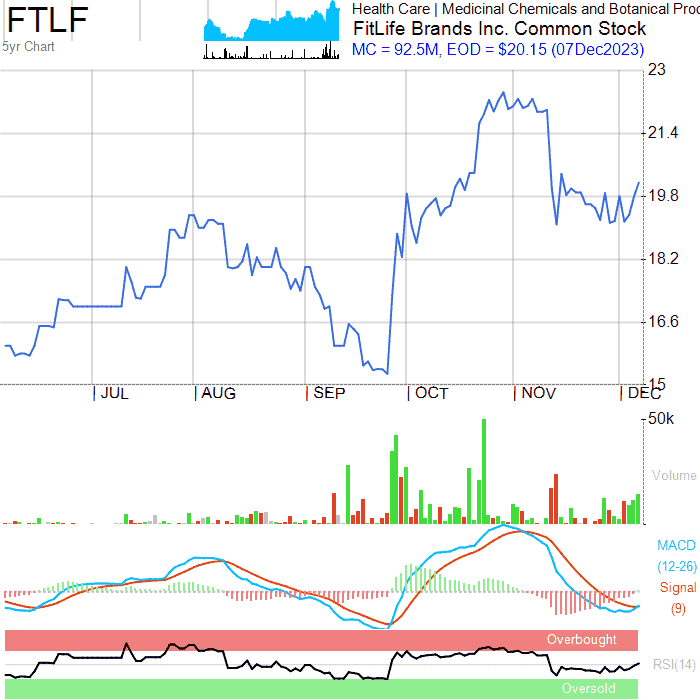 FTLF
5yr Chart
Health Care | Medicinal Chemicals and Botanical Prod
FitLife Brands Inc. Common Stock
MC = 92.5M, EOD = $20.15 (07Dec2023)
23
21.4
19.8
18.2
16.6
15
JUL AUG SEP OCT NOV DEC
50k
Volume
MACD
(12-26)
Signal
(9)
Overbought
RSI(14)
Oversold